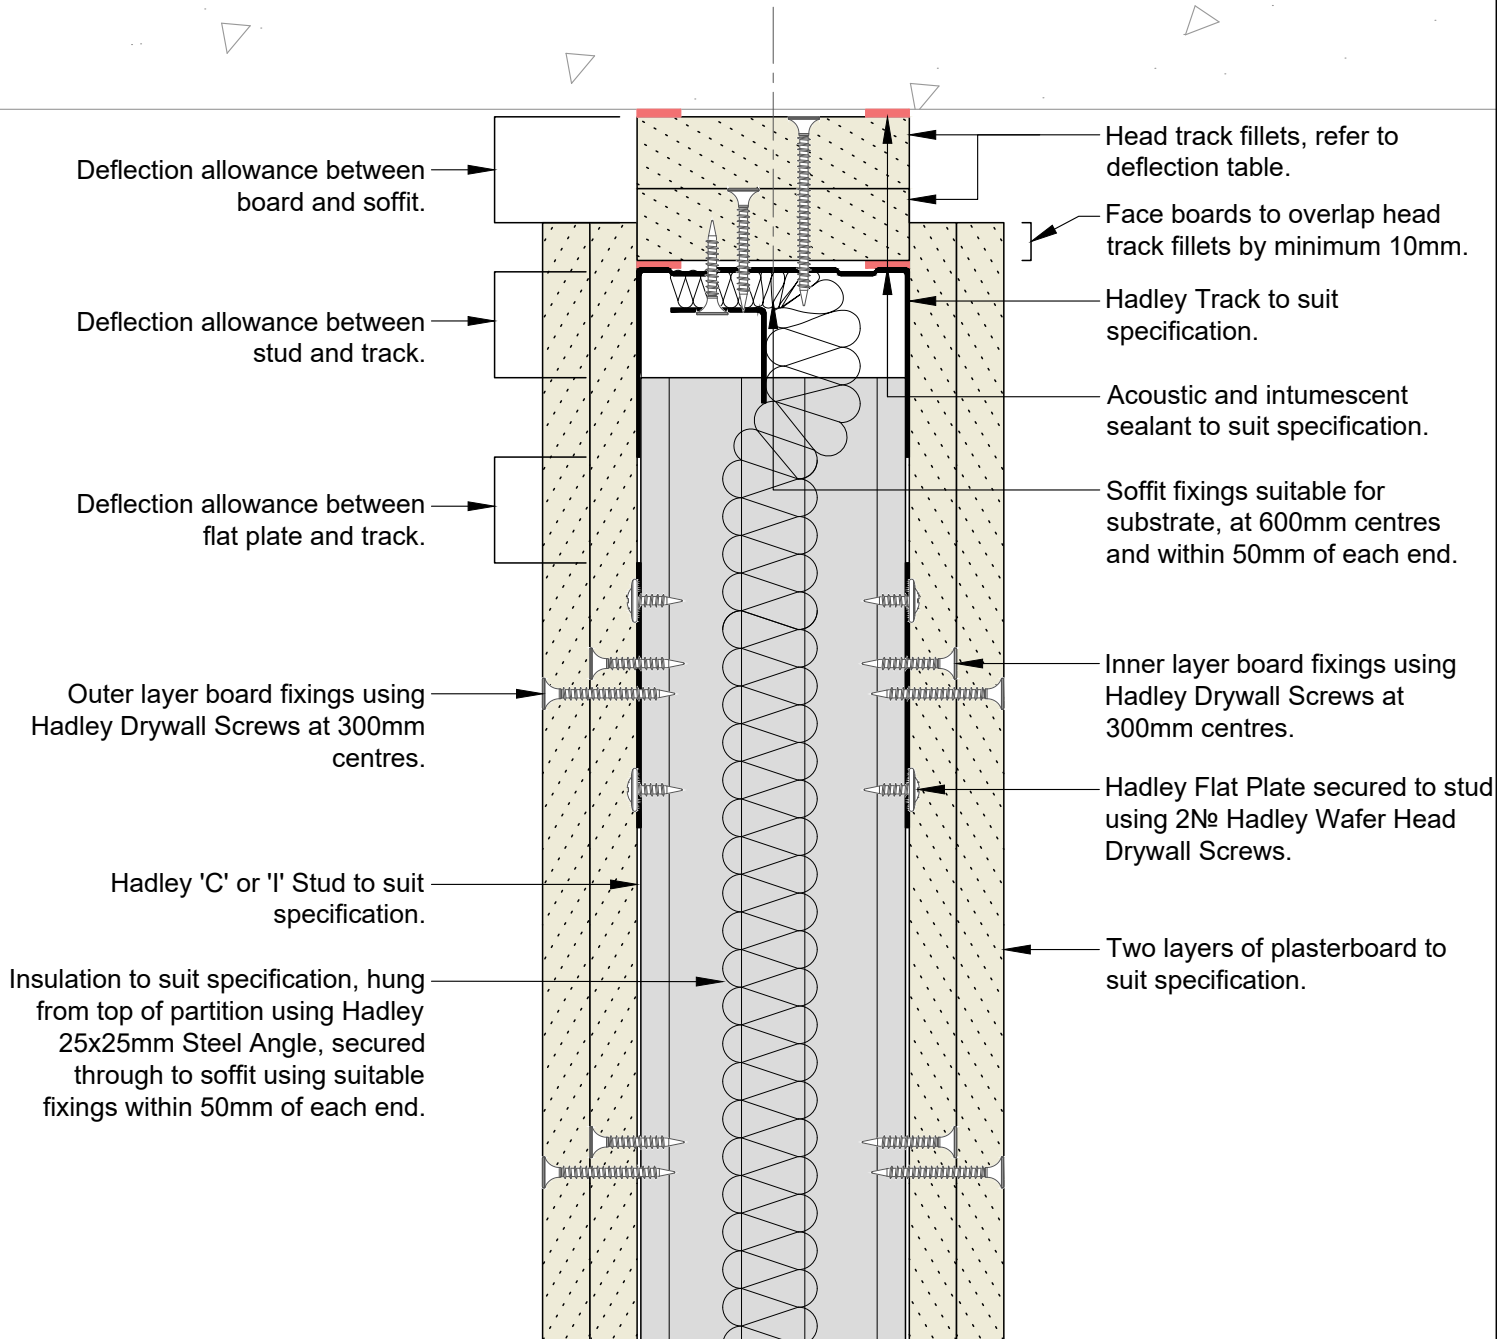 Deflection allowance between
board and soffit.
Deflection allowance between
stud and track.
Deflection allowance between
flat plate and track.
Outer layer board fixings using
Hadley Drywall Screws at 300mm
centres.
Hadley 'C' or 'I' Stud to suit
specification.
Insulation to suit specification, hung
from top of partition using Hadley
25x25mm Steel Angle, secured
through to soffit using suitable
fixings within 50mm of each end.
Head track fillets, refer to
deflection table.
Face boards to overlap head
track fillets by minimum 10mm.
Hadley Track to suit
specification.
Acoustic and intumescent
sealant to suit specification.
Soffit fixings suitable for
substrate, at 600mm centres
and within 50mm of each end.
Inner layer board fixings using
Hadley Drywall Screws at
300mm centres.
Hadley Flat Plate secured to stud
using 2№ Hadley Wafer Head
Drywall Screws.
Two layers of plasterboard to
suit specification.